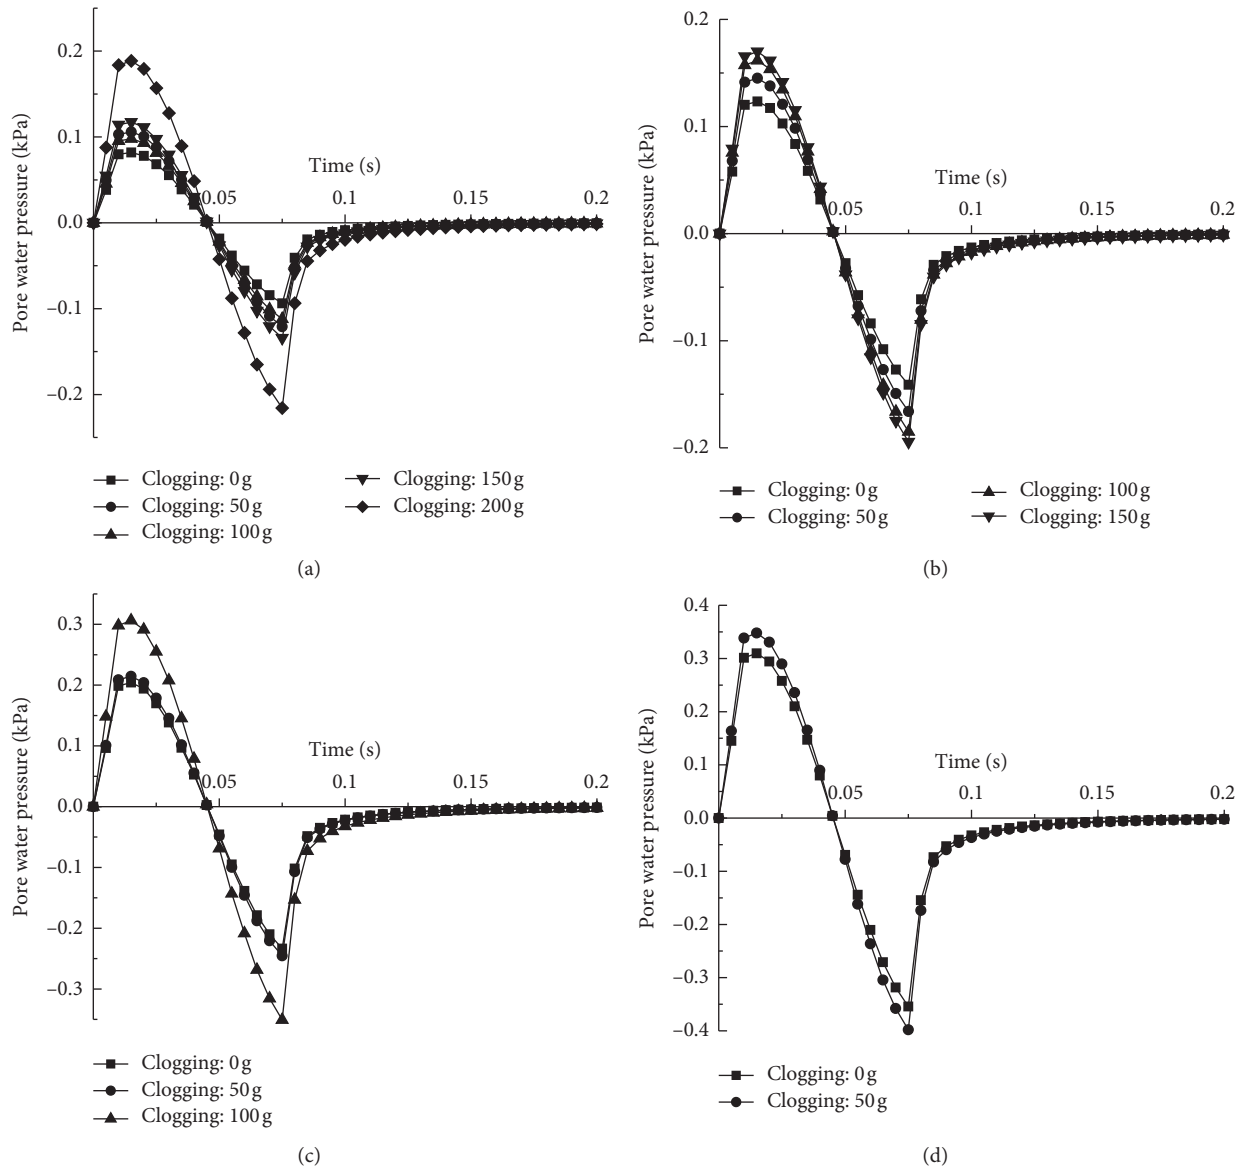 Pore water pressure (kPa)
0.2
0.1
0.0
−0.1
−0.2
Time (s)
0.05
0.1
0.15
0.2
Clogging: 0 g
Clogging: 50 g
Clogging: 100 g
Clogging: 150 g
Clogging: 200 g
(a)
Pore water pressure (kPa)
0.2
0.1
0.0
−0.1
−0.2
Time (s)
0.05
0.1
0.15
0.2
Clogging: 0 g
Clogging: 50 g
Clogging: 100 g
Clogging: 150 g
(b)
Pore water pressure (kPa)
0.3
0.2
0.1
0.0
−0.1
−0.2
−0.3
Time (s)
0.05
0.1
0.15
0.2
Clogging: 0 g
Clogging: 50 g
Clogging: 100 g
(c)
Pore water pressure (kPa)
0.4
0.3
0.2
0.1
0.0
−0.1
−0.2
−0.3
−0.4
Time (s)
0.05
0.1
0.15
0.2
Clogging: 0 g
Clogging: 50 g
(d)